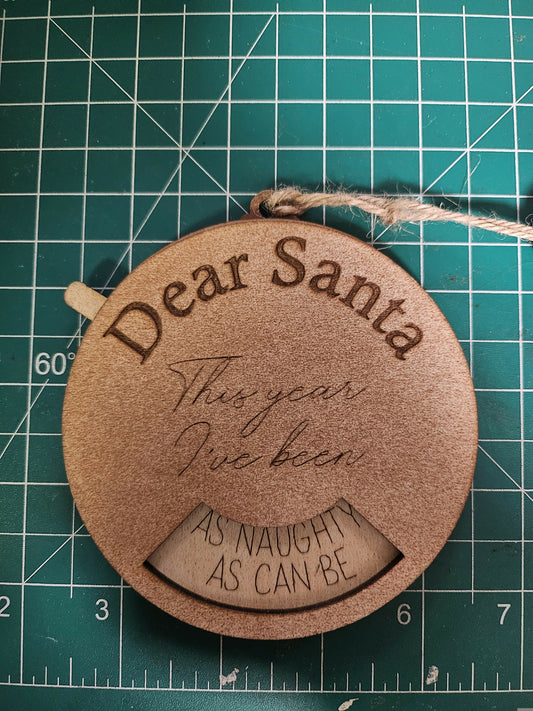 Dear Santa
This year
I've been
AS NAUGHTY
AS CAN BE
60°
2 3 6 7